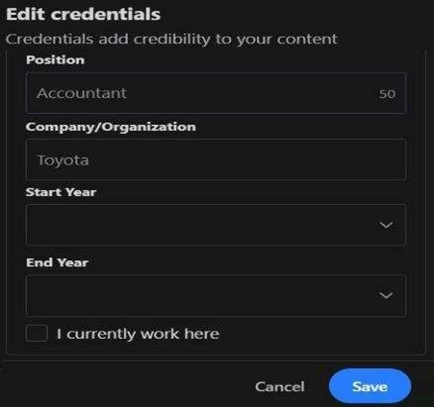 Edit credentials
Credentials add credibility to your content
Position
Accountant 50
Company/Organization
Toyota
Start Year
End Year
I currently work here
Cancel Save